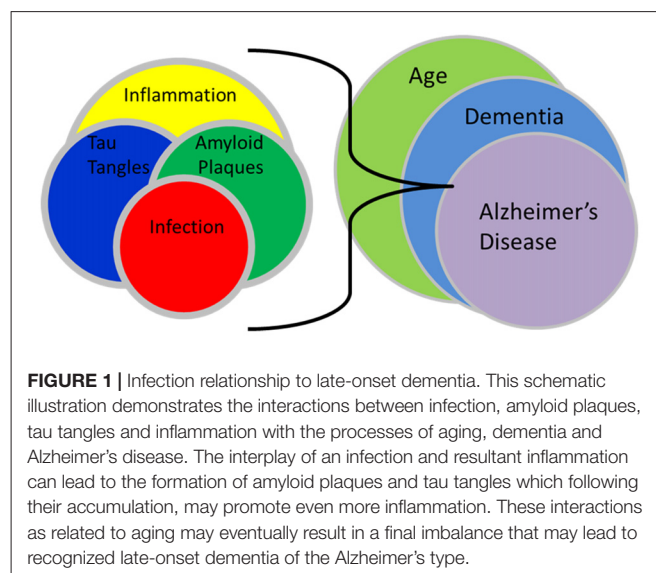 Inflammation
Tau
Tangles
Amyloid
Plaques
Infection
Age
Dementia
Alzheimer's
Disease
FIGURE 1 | Infection relationship to late-onset dementia. This schematic
illustration demonstrates the interactions between infection, amyloid plaques,
tau tangles and inflammation with the processes of aging, dementia and
Alzheimer's disease. The interplay of an infection and resultant inflammation
can lead to the formation of amyloid plaques and tau tangles which following
their accumulation, may promote even more inflammation. These interactions
as related to aging may eventually result in a final imbalance that may lead to
recognized late-onset dementia of the Alzheimer's type.